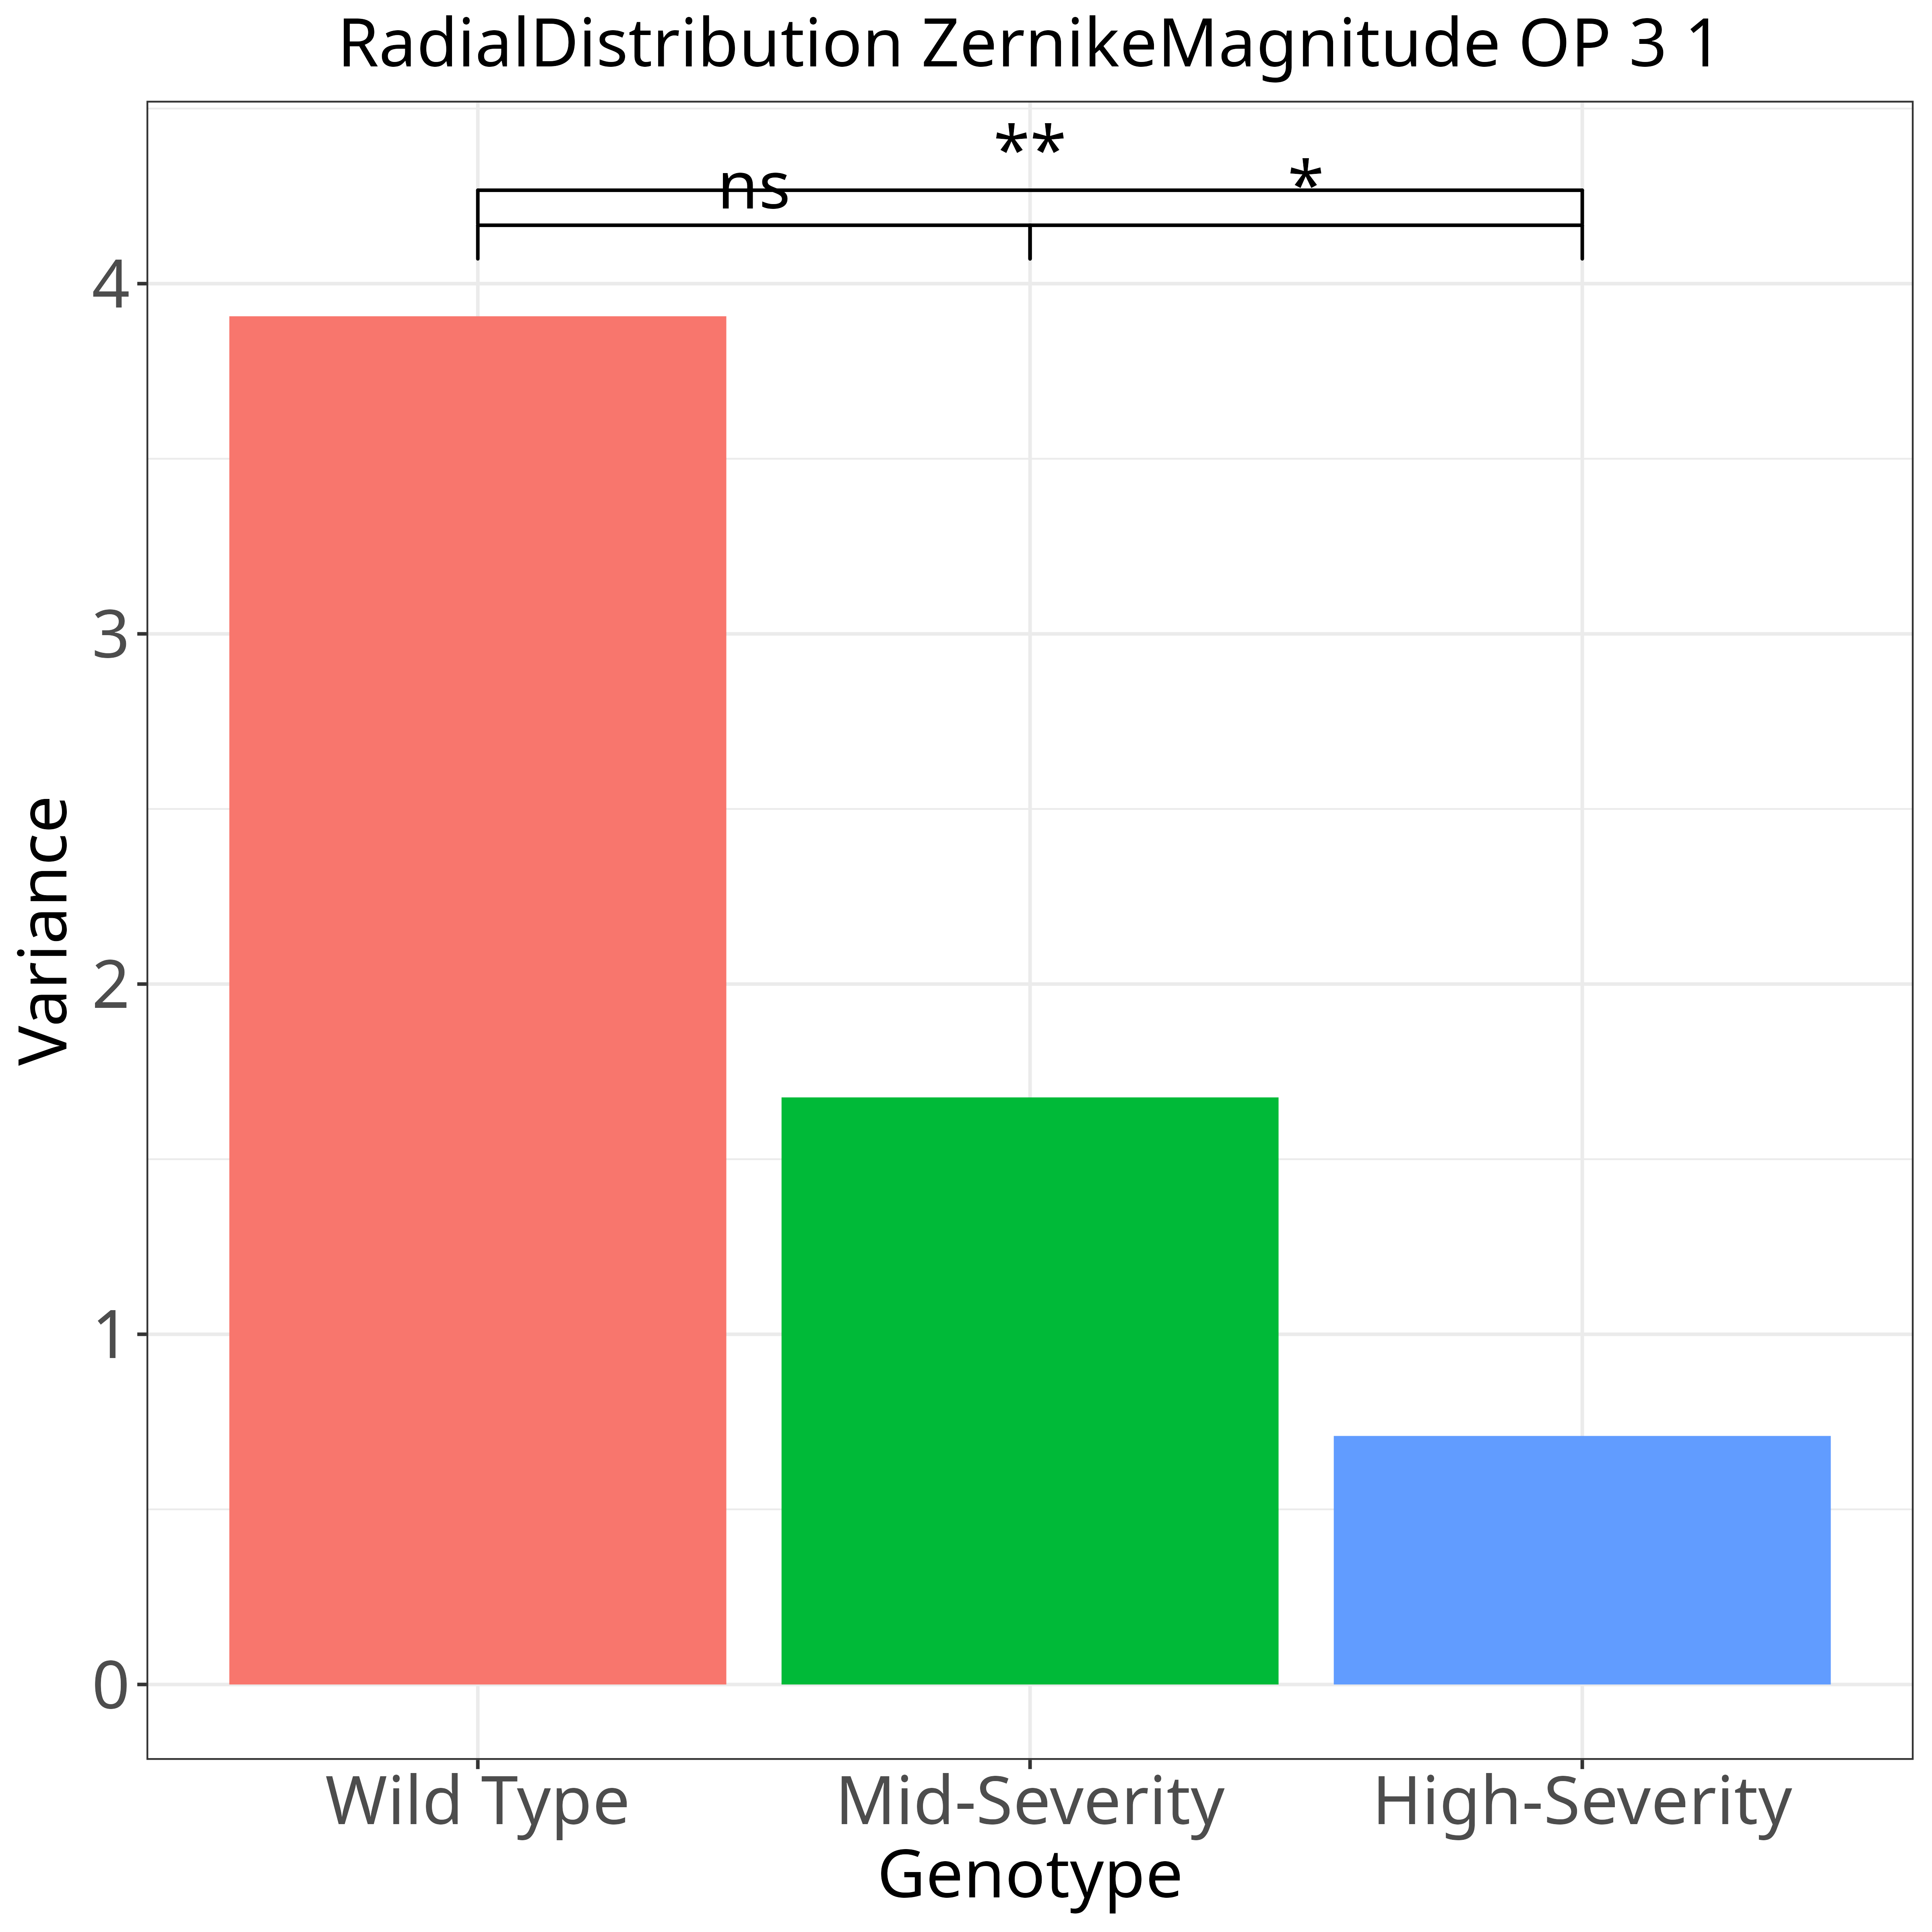 RadialDistribution ZernikeMagnitude OP 3 1
**
ns
*
4
3
2
1
0
Variance
Wild Type
Mid-Severity
High-Severity
Genotype